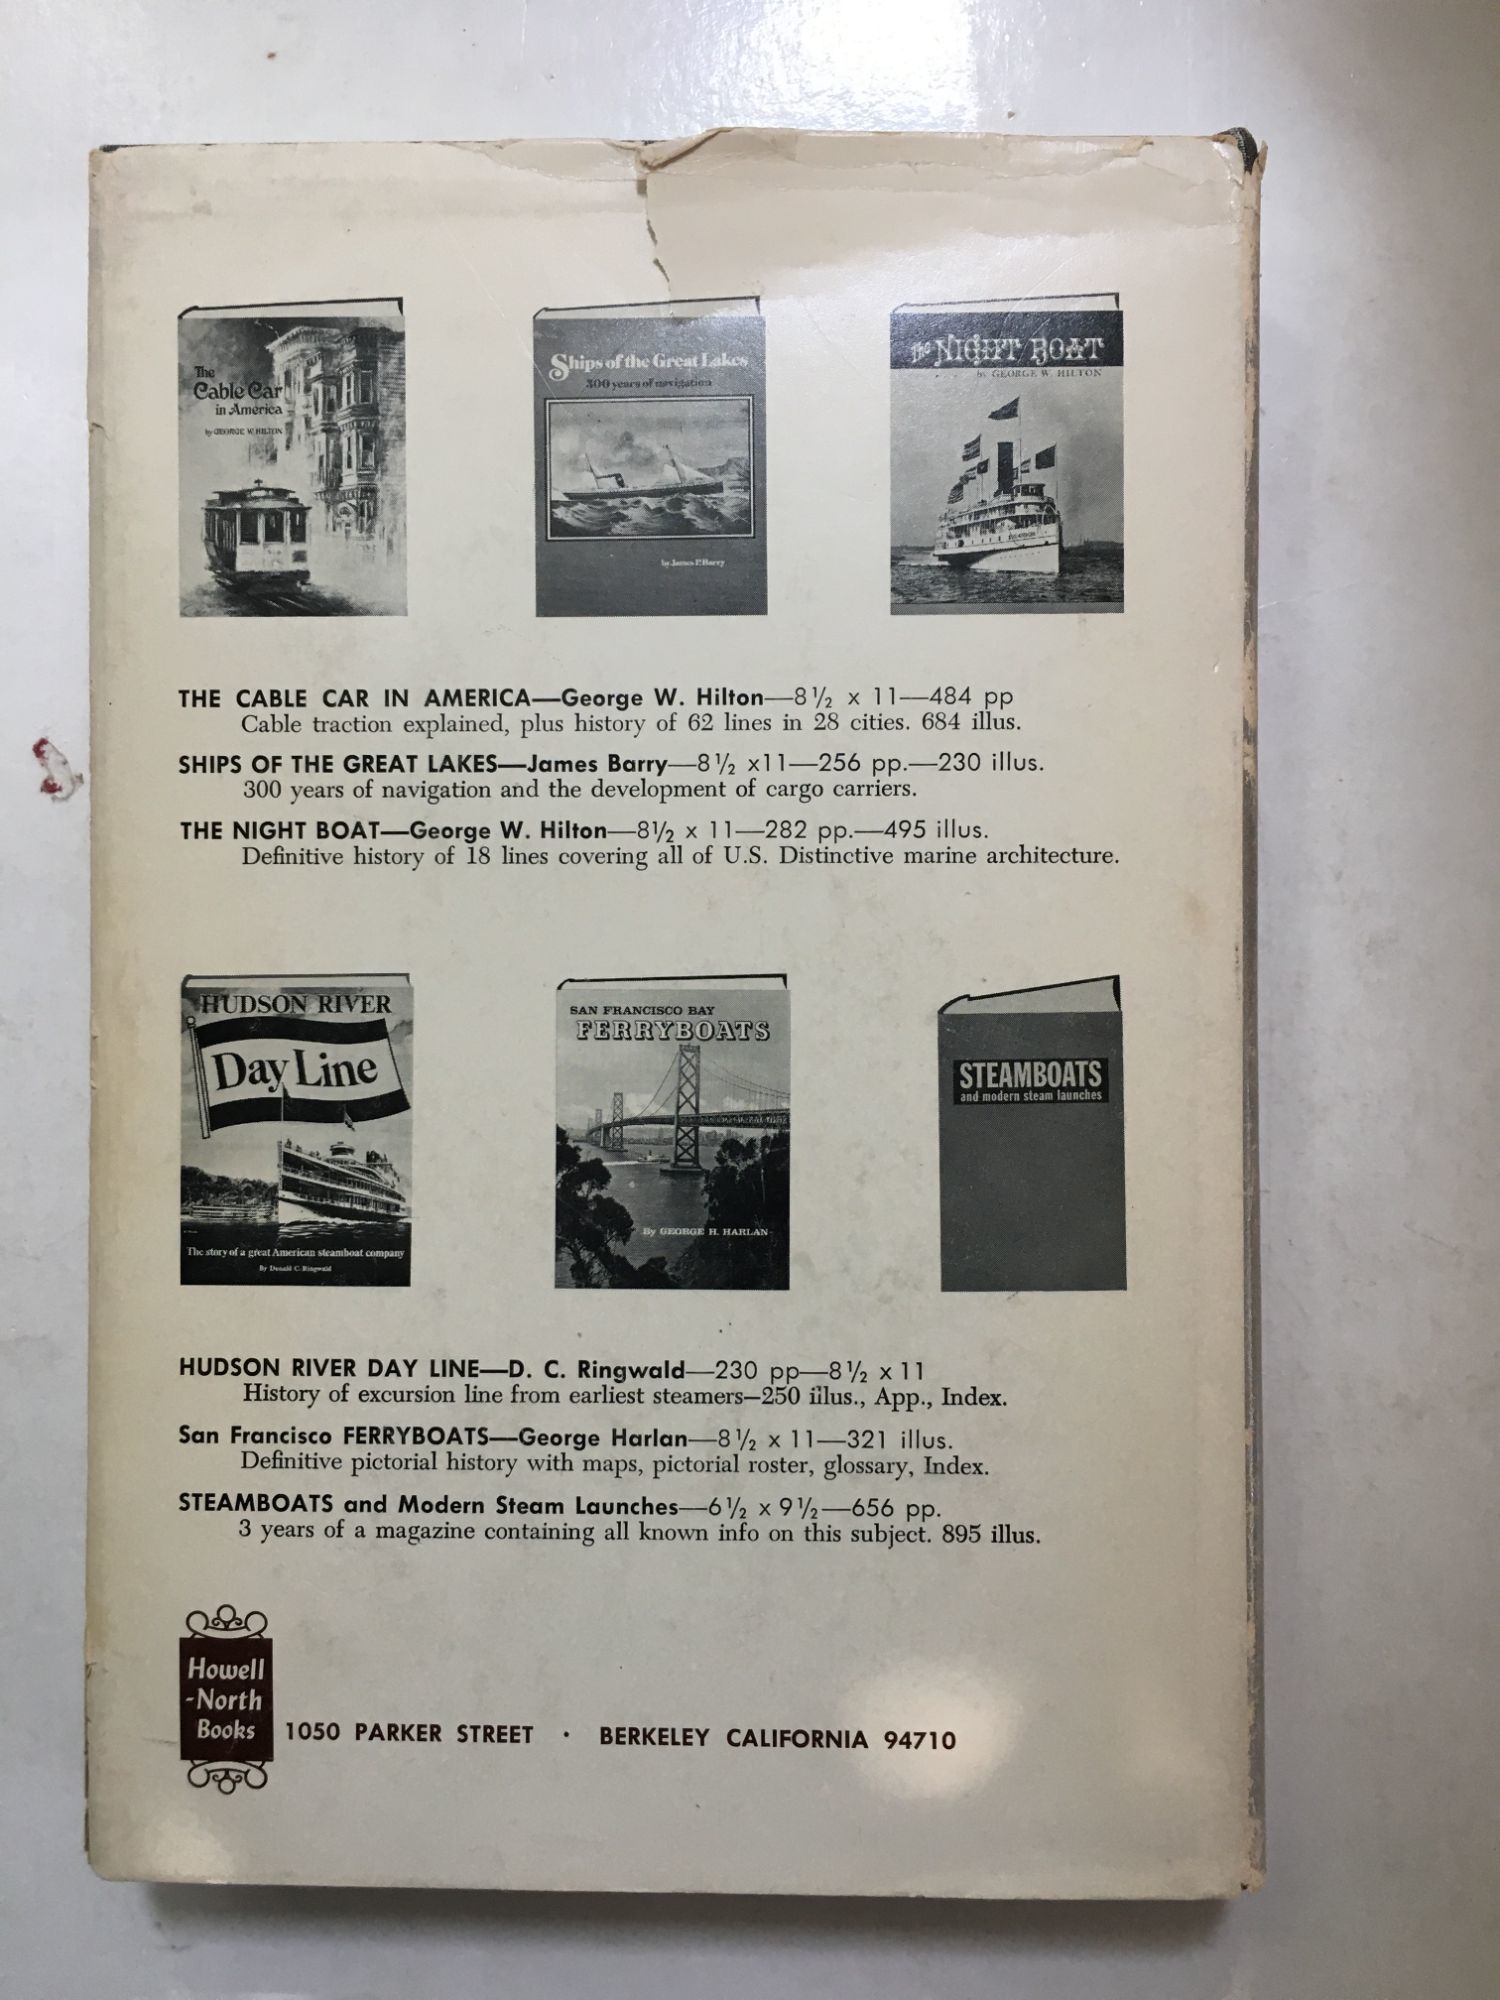 The
Cable Car
in America
by GEORGE W. HILTON
Ships of the Great Lakes
300 years of navigation
by James P. Barry
the NIGHT BOAT
by GEORGE W. HILTON
THE CABLE CAR IN AMERICA—George W. Hilton—8½ x 11—484 pp
Cable traction explained, plus history of 62 lines in 28 cities. 684 illus.
SHIPS OF THE GREAT LAKES—James Barry—8½ x11—256 pp.—230 illus.
300 years of navigation and the development of cargo carriers.
THE NIGHT BOAT—George W. Hilton—8½ x 11—282 pp.—495 illus.
Definitive history of 18 lines covering all of U.S. Distinctive marine architecture.
HUDSON RIVER
Day Line
The story of a great American steamboat company
By Donald C. Ringwald
SAN FRANCISCO BAY
FERRYBOATS
By GEORGE H. HARLAN
STEAMBOATS
and modern steam launches
HUDSON RIVER DAY LINE—D. C. Ringwald—230 pp—8½ x 11
History of excursion line from earliest steamers—250 illus., App., Index.
San Francisco FERRYBOATS—George Harlan—8½ x 11—321 illus.
Definitive pictorial history with maps, pictorial roster, glossary, Index.
STEAMBOATS and Modern Steam Launches—6½ x 9½—656 pp.
3 years of a magazine containing all known info on this subject. 895 illus.
Howell
-North
Books
1050 PARKER STREET · BERKELEY CALIFORNIA 94710